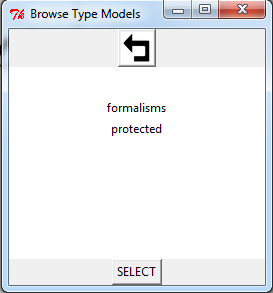 Browse Type Models
formalisms
protected
SELECT